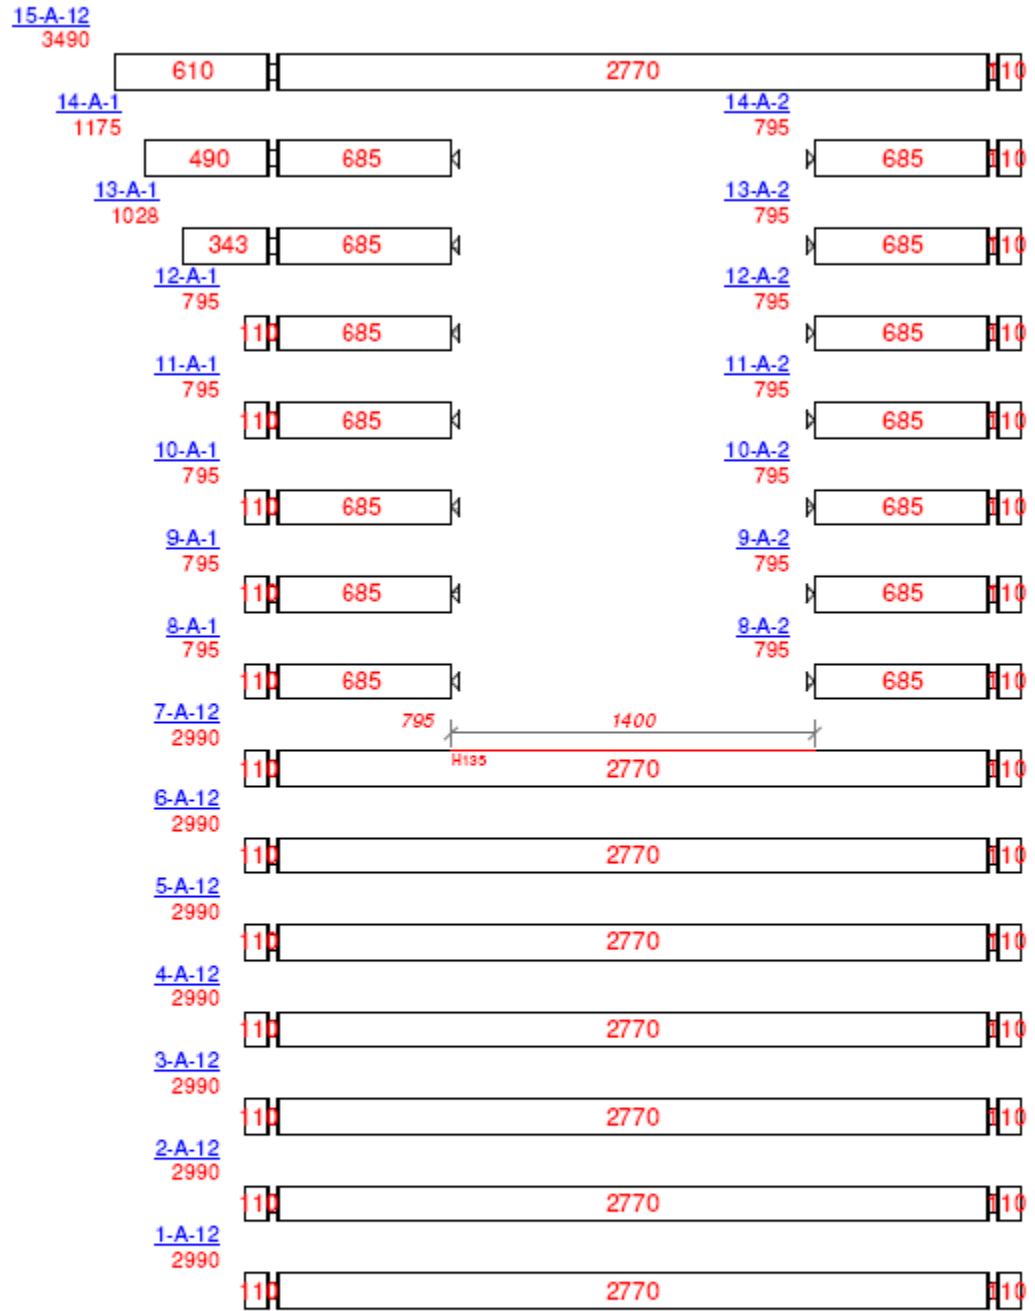 15-A-12
3490
610 2770 110
14-A-1 14-A-2
1175 795
490 685 685 110
13-A-1 13-A-2
1028 795
343 685 685 110
12-A-1 12-A-2
795 795
110 685 685 110
11-A-1 11-A-2
795 795
110 685 685 110
10-A-1 10-A-2
795 795
110 685 685 110
9-A-1 9-A-2
795 795
110 685 685 110
8-A-1 8-A-2
795 795
110 685 685 110
7-A-12 795 1400
2990
H135
110 2770 110
6-A-12
2990
110 2770 110
5-A-12
2990
110 2770 110
4-A-12
2990
110 2770 110
3-A-12
2990
110 2770 110
2-A-12
2990
110 2770 110
1-A-12
2990
110 2770 110